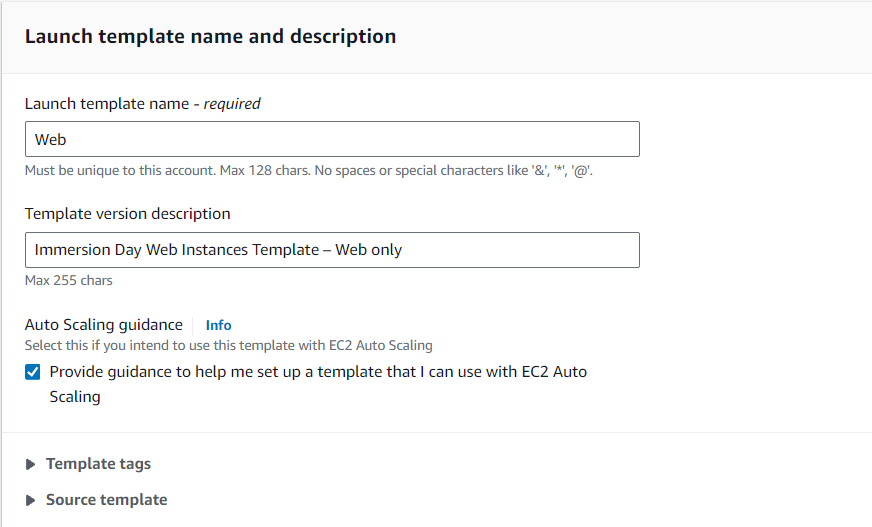 Launch template name and description
Launch template name - required
Web
Must be unique to this account. Max 128 chars. No spaces or special characters like '&', '*', '@'.
Template version description
Immersion Day Web Instances Template – Web only
Max 255 chars
Auto Scaling guidance Info
Select this if you intend to use this template with EC2 Auto Scaling
Provide guidance to help me set up a template that I can use with EC2 Auto
Scaling
Template tags
Source template